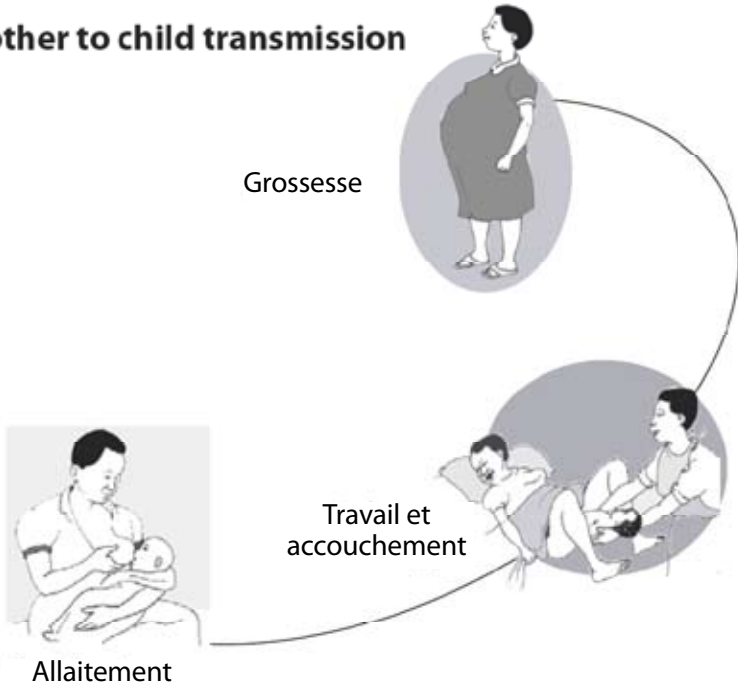 other to child transmission
Grossesse
Travail et
accouchement
Allaitement